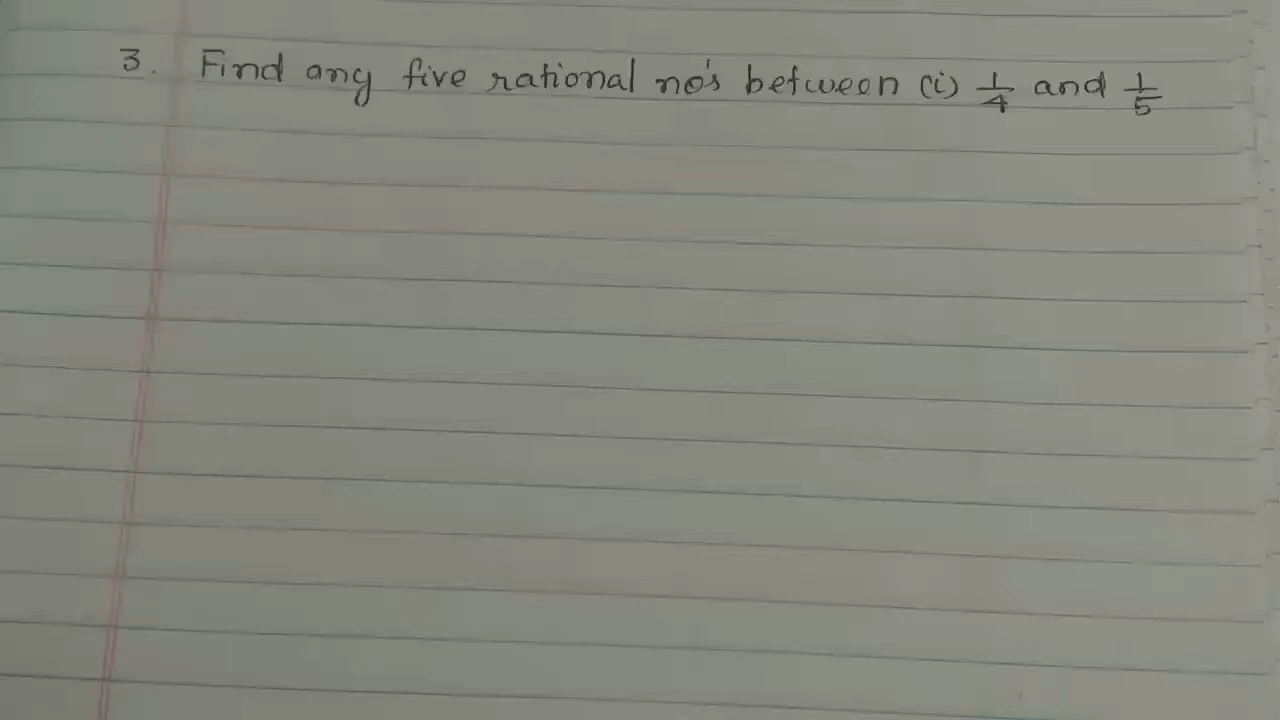 3. Find any five rational no's between (i) 1/4 and 1/5